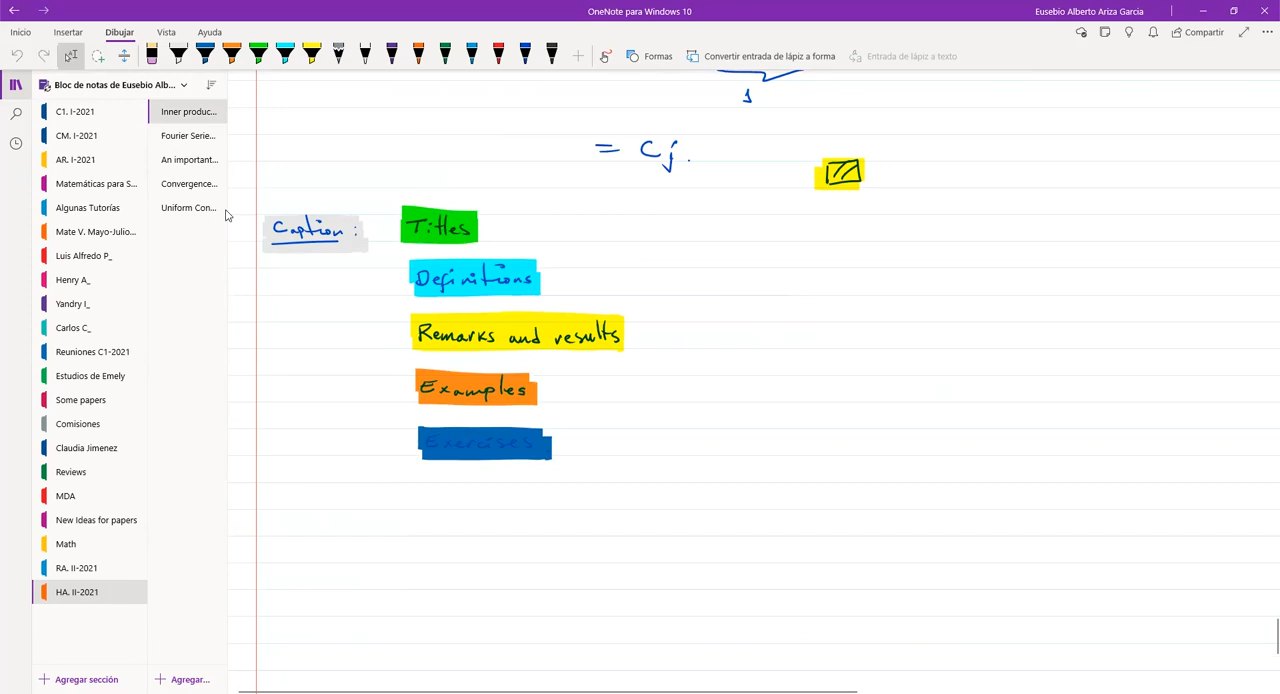 OneNote para Windows 10
Eusebio Alberto Ariza Garcia
Inicio
Insertar
Dibujar
Vista
Ayuda
Compartir
Formas
Convertir entrada de lápiz a forma
Entrada de lápiz a texto
Bloc de notas de Eusebio Alb...
C1. I-2021
CM. I-2021
AR. I-2021
Matemáticas para S...
Algunas Tutorías
Mate V. Mayo-Julio...
Luis Alfredo P_
Henry A_
Yandry I_
Carlos C_
Reuniones C1-2021
Estudios de Emely
Some papers
Comisiones
Claudia Jimenez
Reviews
MDA
New Ideas for papers
Math
RA. II-2021
HA. II-2021
Agregar sección
Inner produc...
Fourier Serie...
An important...
Convergence...
Uniform Con...
Agregar...
1
= Cj.
Caption: Titles
Definitions
Remarks and results
Examples
Exercises